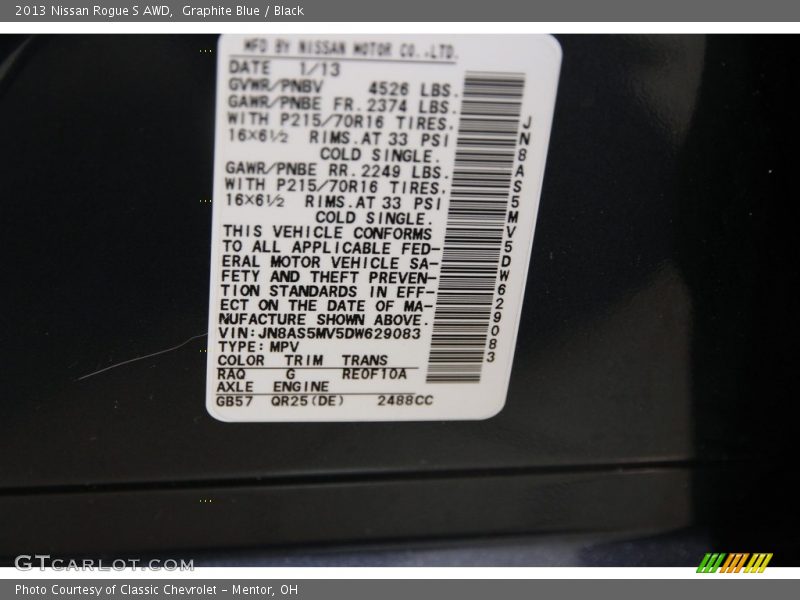 2013 Nissan Rogue S AWD, Graphite Blue / Black
MFD BY NISSAN MOTOR CO.,LTD.
DATE 1/13
GVWR/PNBV 4526 LBS.
GAWR/PNBE FR. 2374 LBS.
WITH P215/70R16 TIRES.
16×6½ RIMS. AT 33 PSI
COLD SINGLE.
GAWR/PNBE RR. 2249 LBS.
WITH P215/70R16 TIRES.
16×6½ RIMS. AT 33 PSI
COLD SINGLE.
THIS VEHICLE CONFORMS
TO ALL APPLICABLE FED-
ERAL MOTOR VEHICLE SA-
FETY AND THEFT PREVEN-
TION STANDARDS IN EFF-
ECT ON THE DATE OF MA-
NUFACTURE SHOWN ABOVE.
VIN:JN8AS5MV5DW629083
TYPE: MPV
COLOR TRIM TRANS
RAQ G RE0F10A
AXLE ENGINE
GB57 QR25(DE) 2488CC
JN8AS5MV5DW629083
GTCARLOT.COM
Photo Courtesy of Classic Chevrolet - Mentor, OH